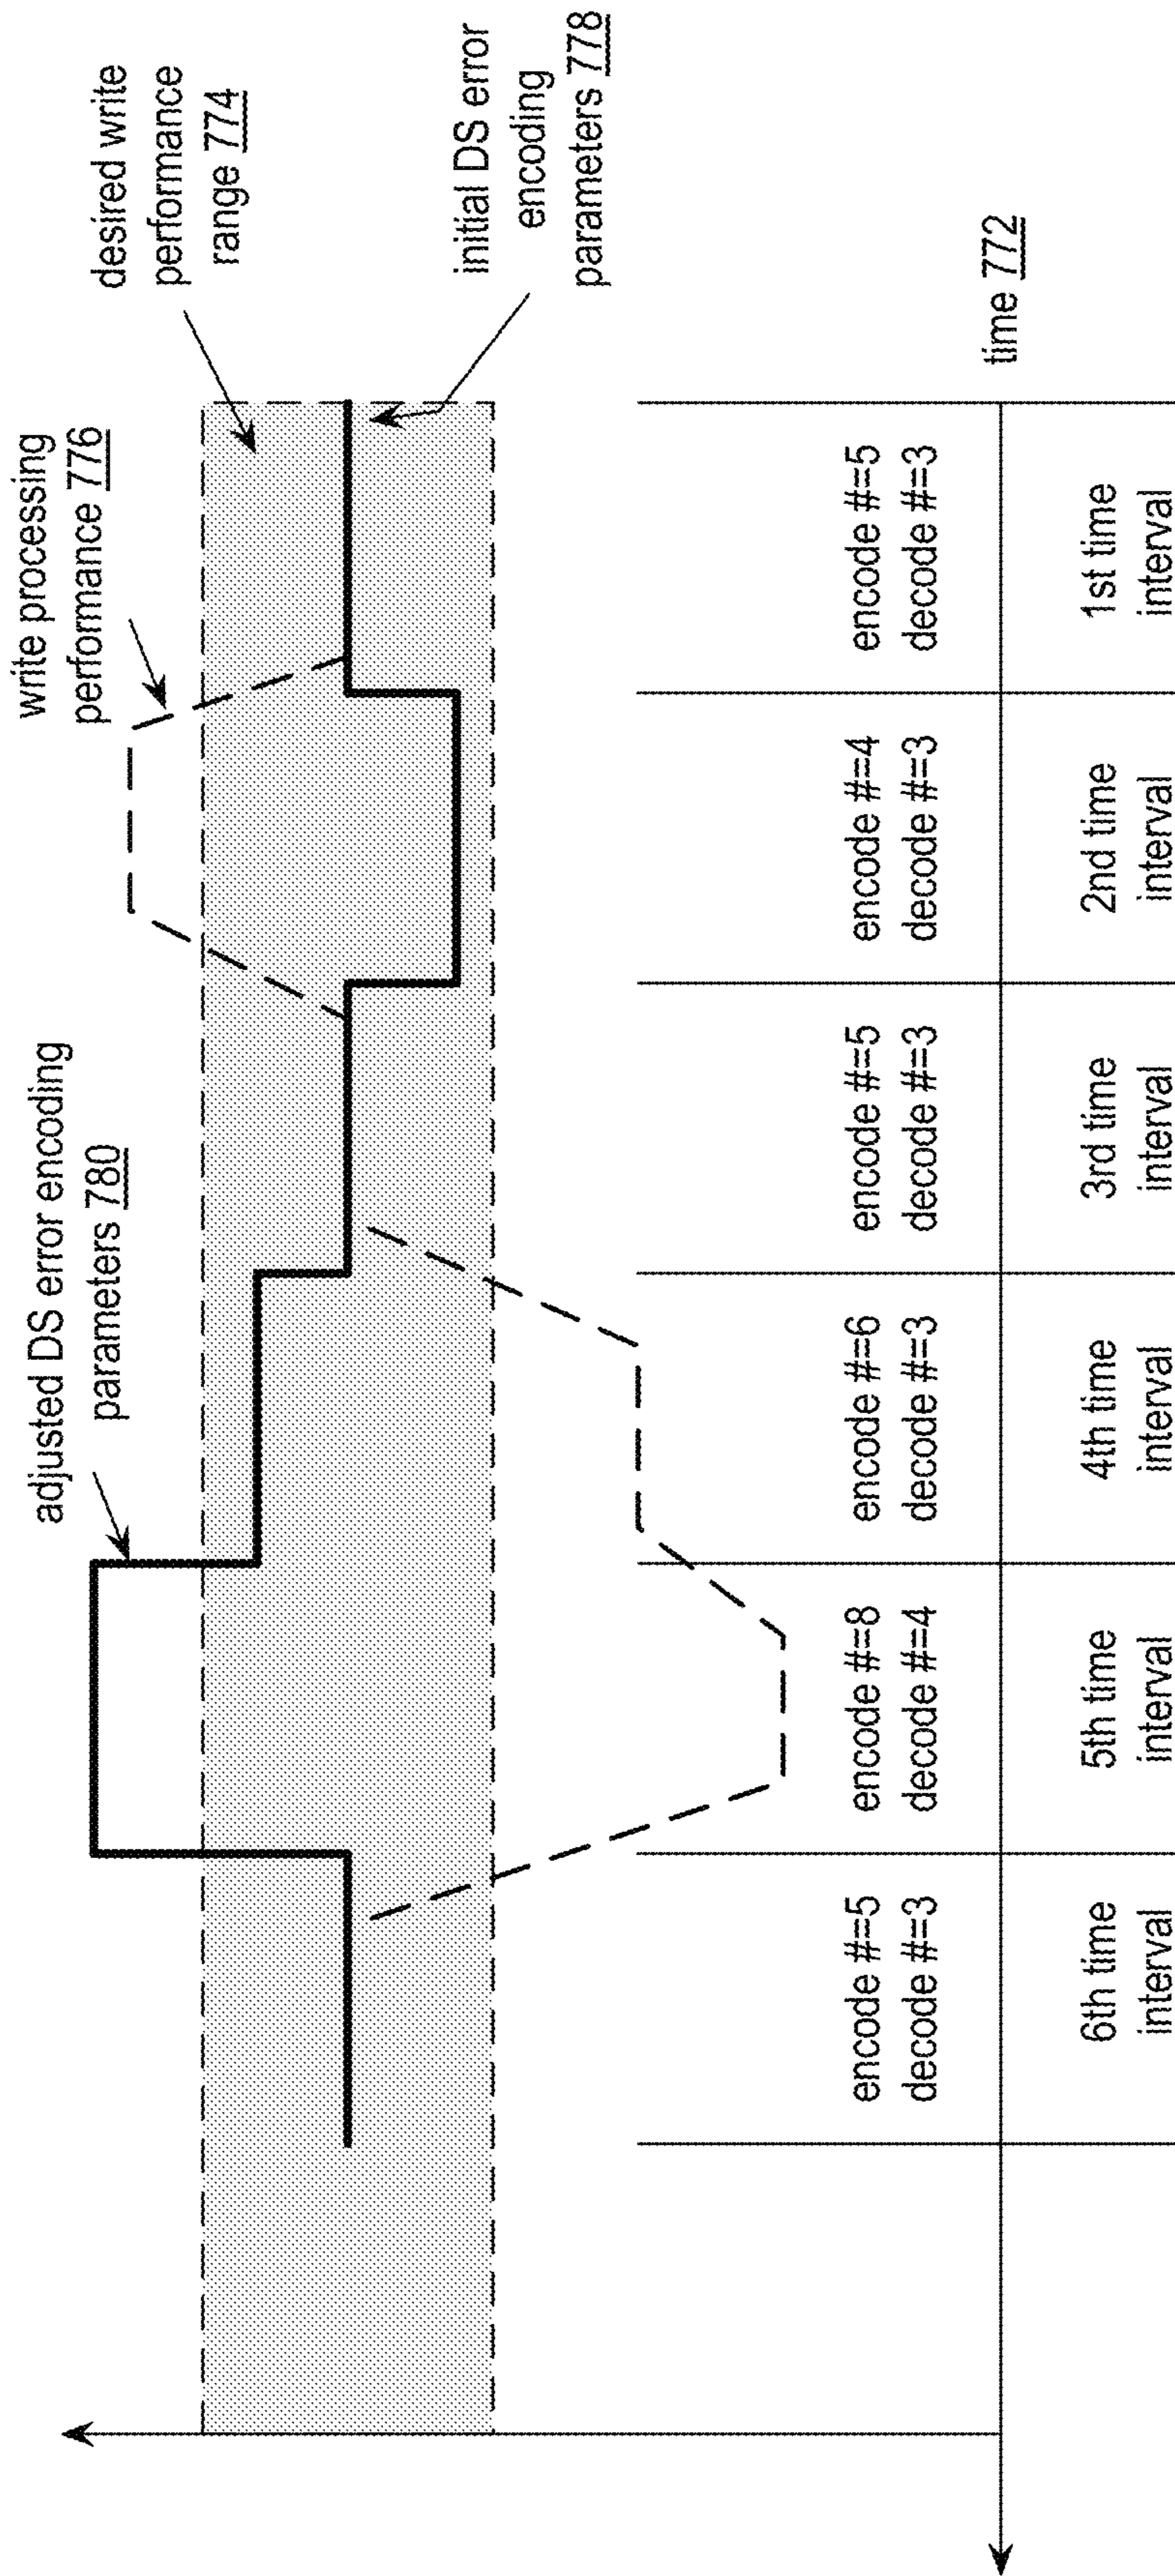 adjusted DS error encoding
parameters 780
write processing
performance 776
desired write
performance
range 774
initial DS error
encoding
parameters 778
encode #=5
decode #=3
encode #=8
decode #=4
encode #=6
decode #=3
encode #=5
decode #=3
encode #=4
decode #=3
encode #=5
decode #=3
time 772
6th time
interval
5th time
interval
4th time
interval
3rd time
interval
2nd time
interval
1st time
interval